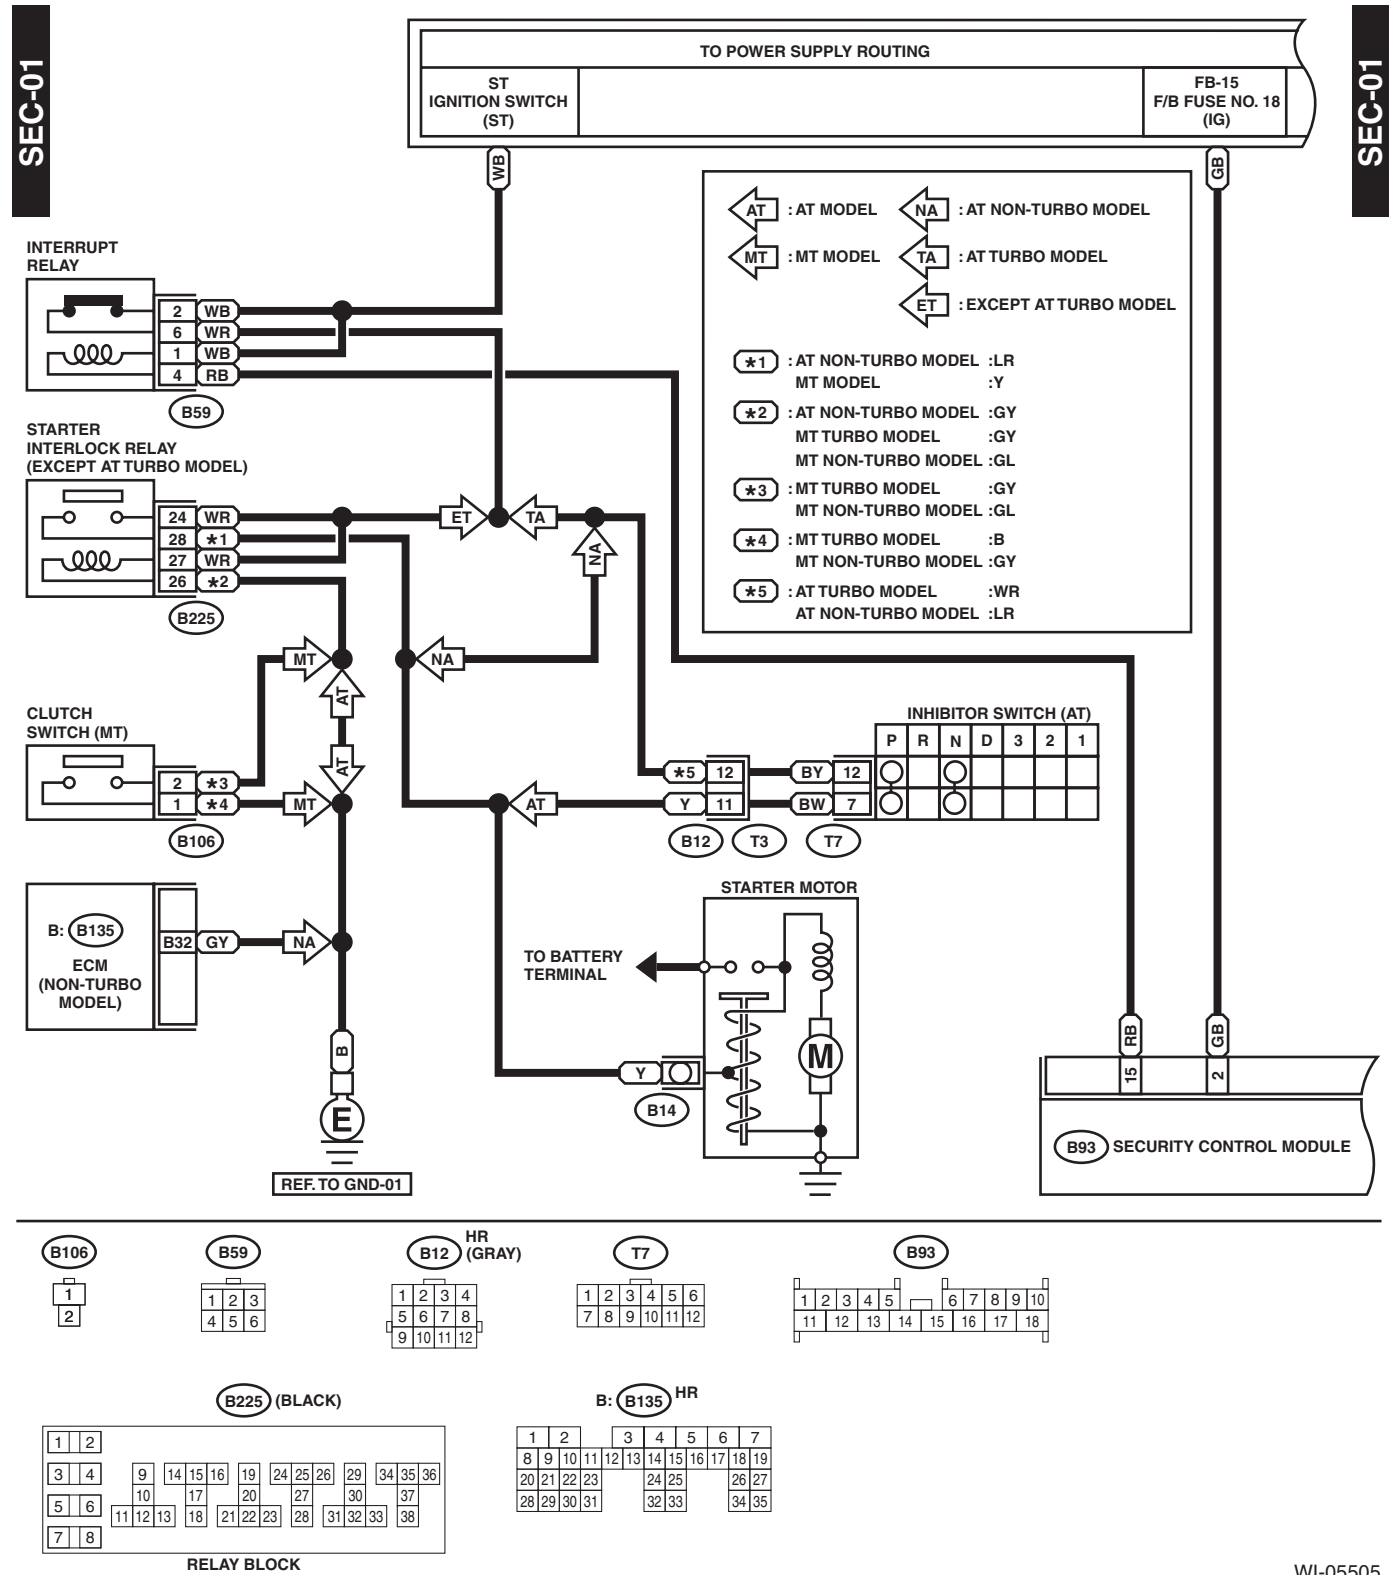 SEC-01
SEC-01
TO POWER SUPPLY ROUTING
ST
IGNITION SWITCH
(ST)
FB-15
F/B FUSE NO. 18
(IG)
WB
GB
AT : AT MODEL
NA : AT NON-TURBO MODEL
MT : MT MODEL
TA : AT TURBO MODEL
ET : EXCEPT AT TURBO MODEL
*1 : AT NON-TURBO MODEL :LR
MT MODEL :Y
*2 : AT NON-TURBO MODEL :GY
MT TURBO MODEL :GY
MT NON-TURBO MODEL :GL
*3 : MT TURBO MODEL :GY
MT NON-TURBO MODEL :GL
*4 : MT TURBO MODEL :B
MT NON-TURBO MODEL :GY
*5 : AT TURBO MODEL :WR
AT NON-TURBO MODEL :LR
INTERRUPT
RELAY
2 WB
6 WR
1 WB
4 RB
B59
STARTER
INTERLOCK RELAY
(EXCEPT AT TURBO MODEL)
24 WR
28 *1
27 WR
26 *2
B225
ET
TA
NA
MT
NA
AT
CLUTCH
SWITCH (MT)
2 *3
1 *4
B106
AT
MT
AT
INHIBITOR SWITCH (AT)
P R N D 3 2 1
*5 12 BY 12
Y 11 BW 7
B12 T3 T7
B: B135
ECM
(NON-TURBO
MODEL)
B32 GY
NA
B
E
REF. TO GND-01
STARTER MOTOR
TO BATTERY
TERMINAL
M
Y
B14
RB
GB
15
2
B93 SECURITY CONTROL MODULE
B106
1
2
B59
1 2 3
4 5 6
B12 HR
(GRAY)
1 2 3 4
5 6 7 8
9 10 11 12
T7
1 2 3 4 5 6
7 8 9 10 11 12
B93
1 2 3 4 5 6 7 8 9 10
11 12 13 14 15 16 17 18
B225 (BLACK)
1 2
3 4 9 14 15 16 19 24 25 26 29 34 35 36
10 17 20 27 30 37
5 6 11 12 13 18 21 22 23 28 31 32 33 38
7 8
RELAY BLOCK
B: B135 HR
1 2 3 4 5 6 7
8 9 10 11 12 13 14 15 16 17 18 19
20 21 22 23 24 25 26 27
28 29 30 31 32 33 34 35
WI-05505